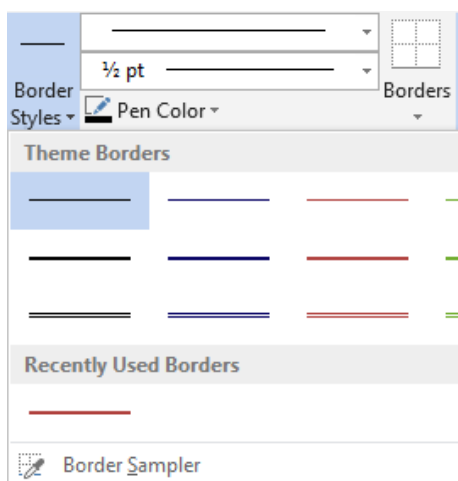 ½ pt
Border
Styles
Pen Color
Borders
Theme Borders
Recently Used Borders
Border Sampler